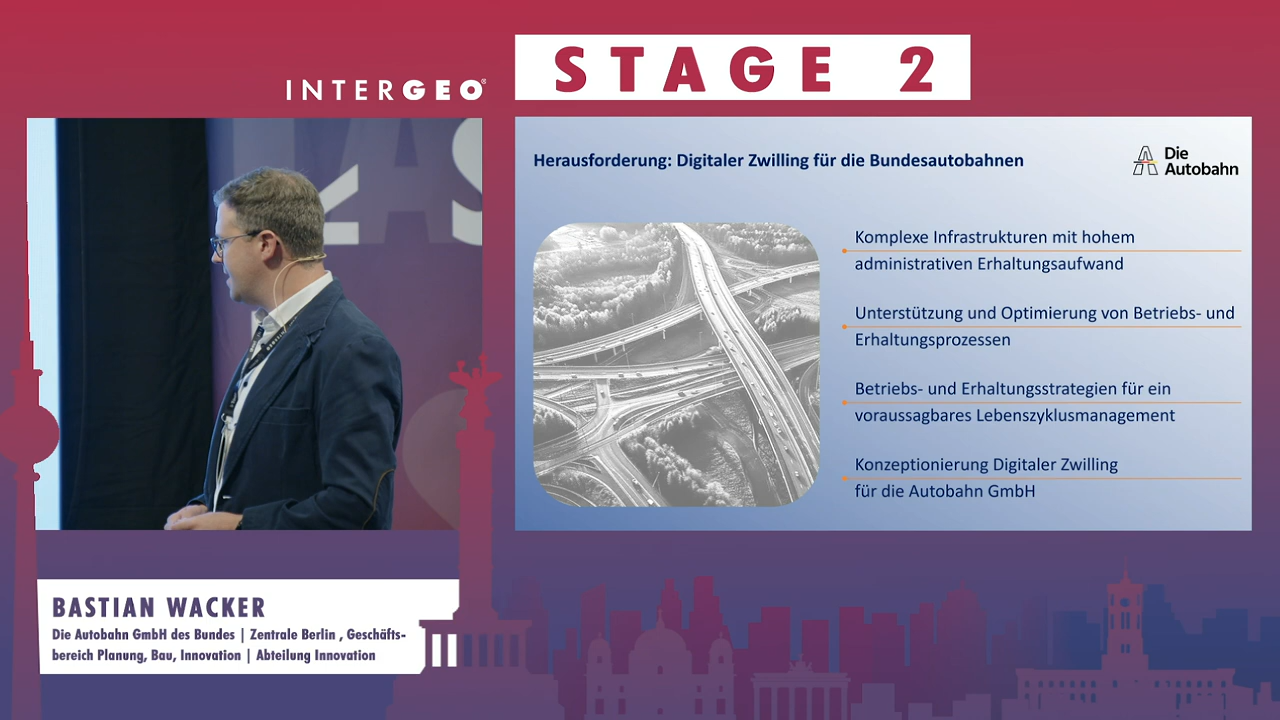 INTERGEO®
STAGE 2
Herausforderung: Digitaler Zwilling für die Bundesautobahnen
Die
Autobahn
Komplexe Infrastrukturen mit hohem
administrativen Erhaltungsaufwand
Unterstützung und Optimierung von Betriebs- und
Erhaltungsprozessen
Betriebs- und Erhaltungsstrategien für ein
voraussagbares Lebenszyklusmanagement
Konzeptionierung Digitaler Zwilling
für die Autobahn GmbH
BASTIAN WACKER
Die Autobahn GmbH des Bundes | Zentrale Berlin , Geschäfts-
bereich Planung, Bau, Innovation | Abteilung Innovation